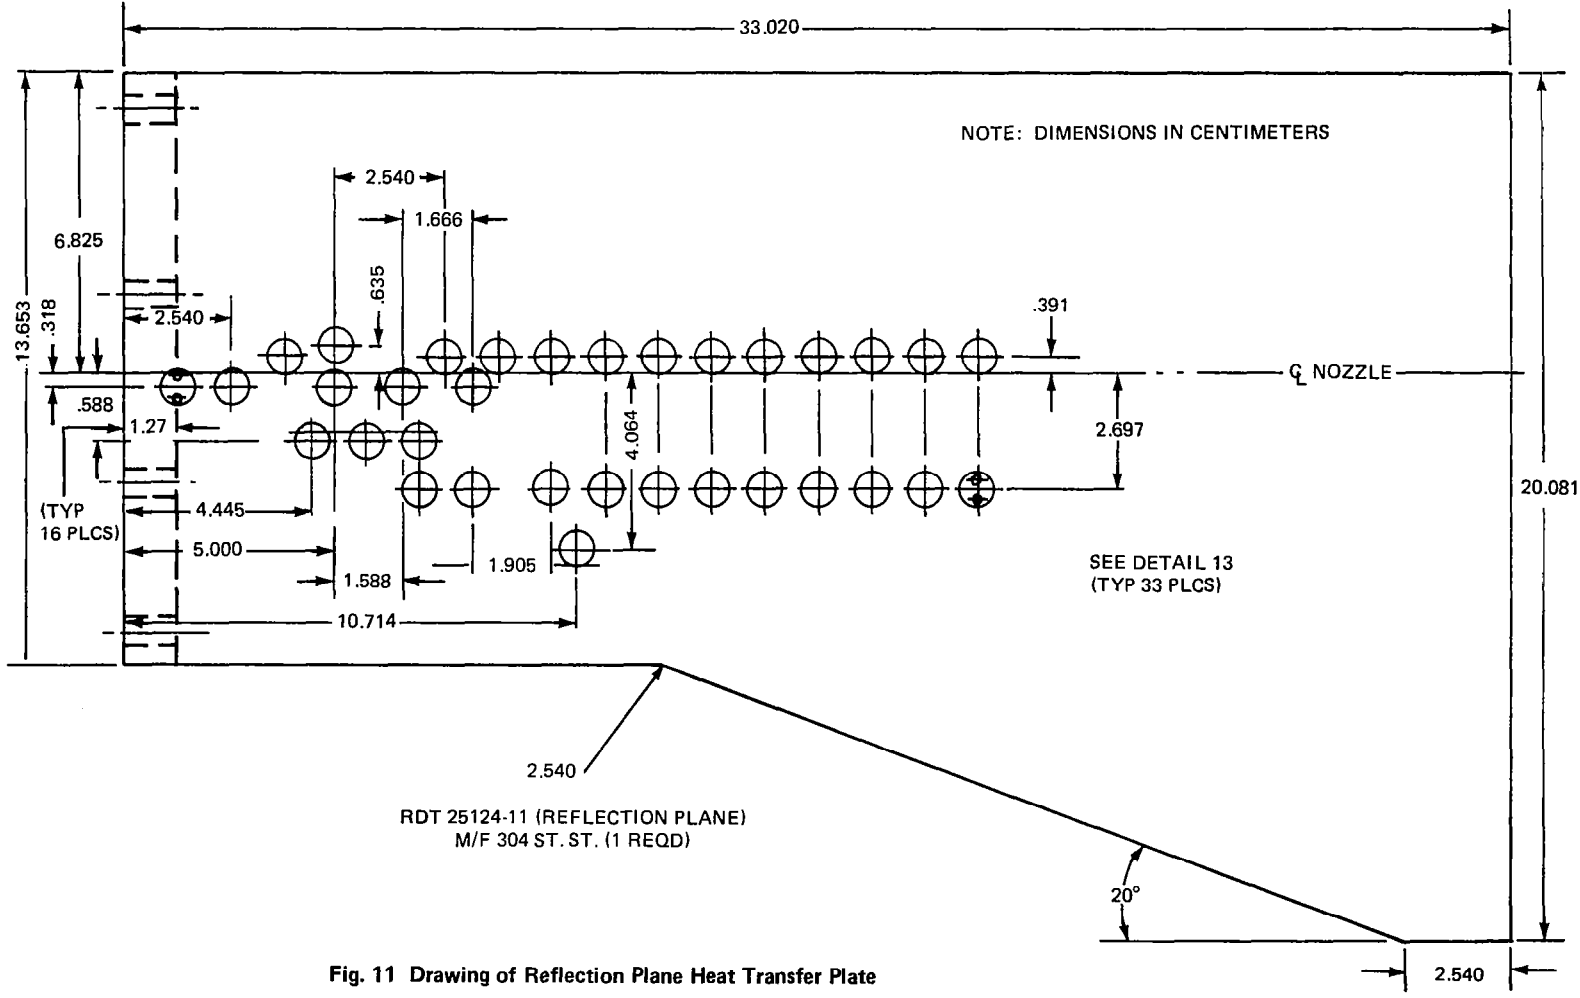 33.020
NOTE: DIMENSIONS IN CENTIMETERS
2.540
1.666
6.825
.635
.318
13.653
2.540
.391
℄ NOZZLE
.588
1.27
4.064
2.697
20.081
(TYP
16 PLCS)
4.445
5.000
1.905
1.588
SEE DETAIL 13
(TYP 33 PLCS)
10.714
2.540
RDT 25124-11 (REFLECTION PLANE)
M/F 304 ST. ST. (1 REQD)
20°
2.540
Fig. 11 Drawing of Reflection Plane Heat Transfer Plate